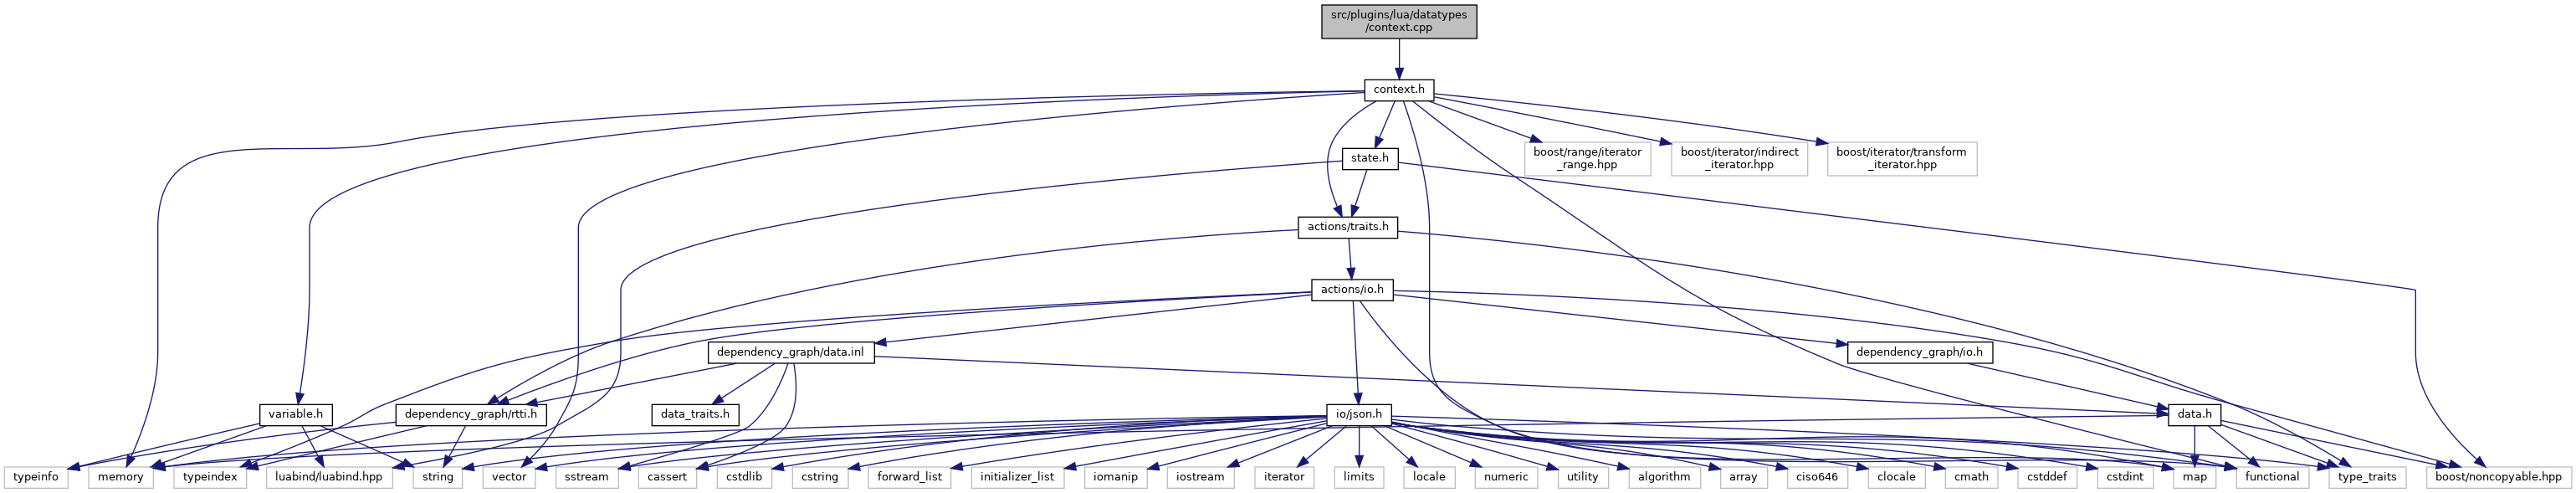 src/plugins/lua/datatypes
/context.cpp
context.h
state.h
boost/range/iterator
_range.hpp
boost/iterator/indirect
_iterator.hpp
boost/iterator/transform
_iterator.hpp
actions/traits.h
actions/io.h
dependency_graph/data.inl
dependency_graph/io.h
variable.h
dependency_graph/rtti.h
data_traits.h
io/json.h
data.h
typeinfo
memory
typeindex
luabind/luabind.hpp
string
vector
sstream
cassert
cstdlib
cstring
forward_list
initializer_list
iomanip
iostream
iterator
limits
locale
numeric
utility
algorithm
array
ciso646
clocale
cmath
cstddef
cstdint
map
functional
type_traits
boost/noncopyable.hpp